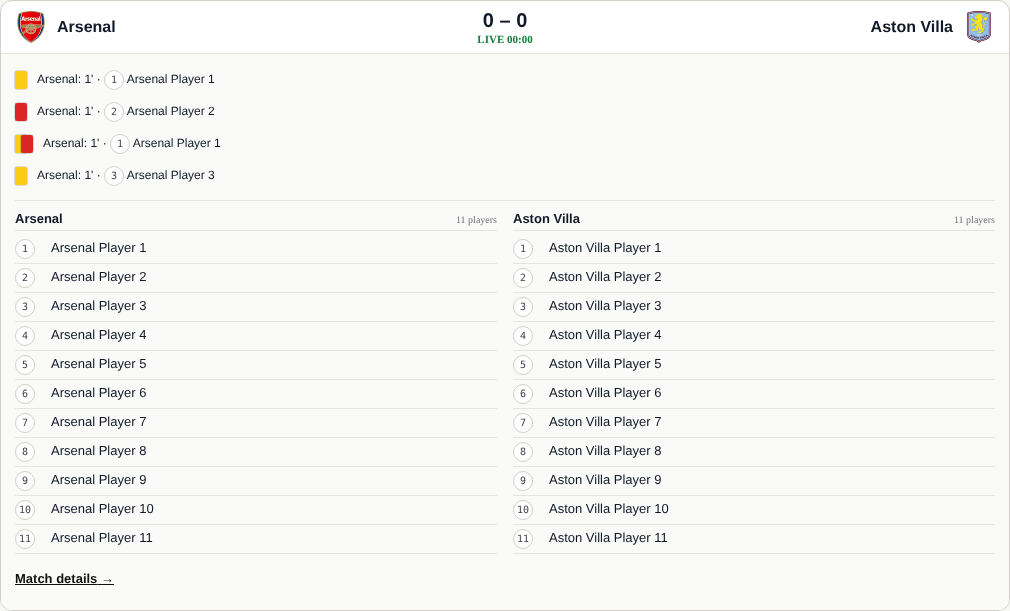 Arsenal
Arsenal
0 – 0
LIVE 00:00
Aston Villa
Arsenal: 1' · 1 Arsenal Player 1
Arsenal: 1' · 2 Arsenal Player 2
Arsenal: 1' · 1 Arsenal Player 1
Arsenal: 1' · 3 Arsenal Player 3
Arsenal 11 players
1 Arsenal Player 1
2 Arsenal Player 2
3 Arsenal Player 3
4 Arsenal Player 4
5 Arsenal Player 5
6 Arsenal Player 6
7 Arsenal Player 7
8 Arsenal Player 8
9 Arsenal Player 9
10 Arsenal Player 10
11 Arsenal Player 11
Aston Villa 11 players
1 Aston Villa Player 1
2 Aston Villa Player 2
3 Aston Villa Player 3
4 Aston Villa Player 4
5 Aston Villa Player 5
6 Aston Villa Player 6
7 Aston Villa Player 7
8 Aston Villa Player 8
9 Aston Villa Player 9
10 Aston Villa Player 10
11 Aston Villa Player 11
Match details →